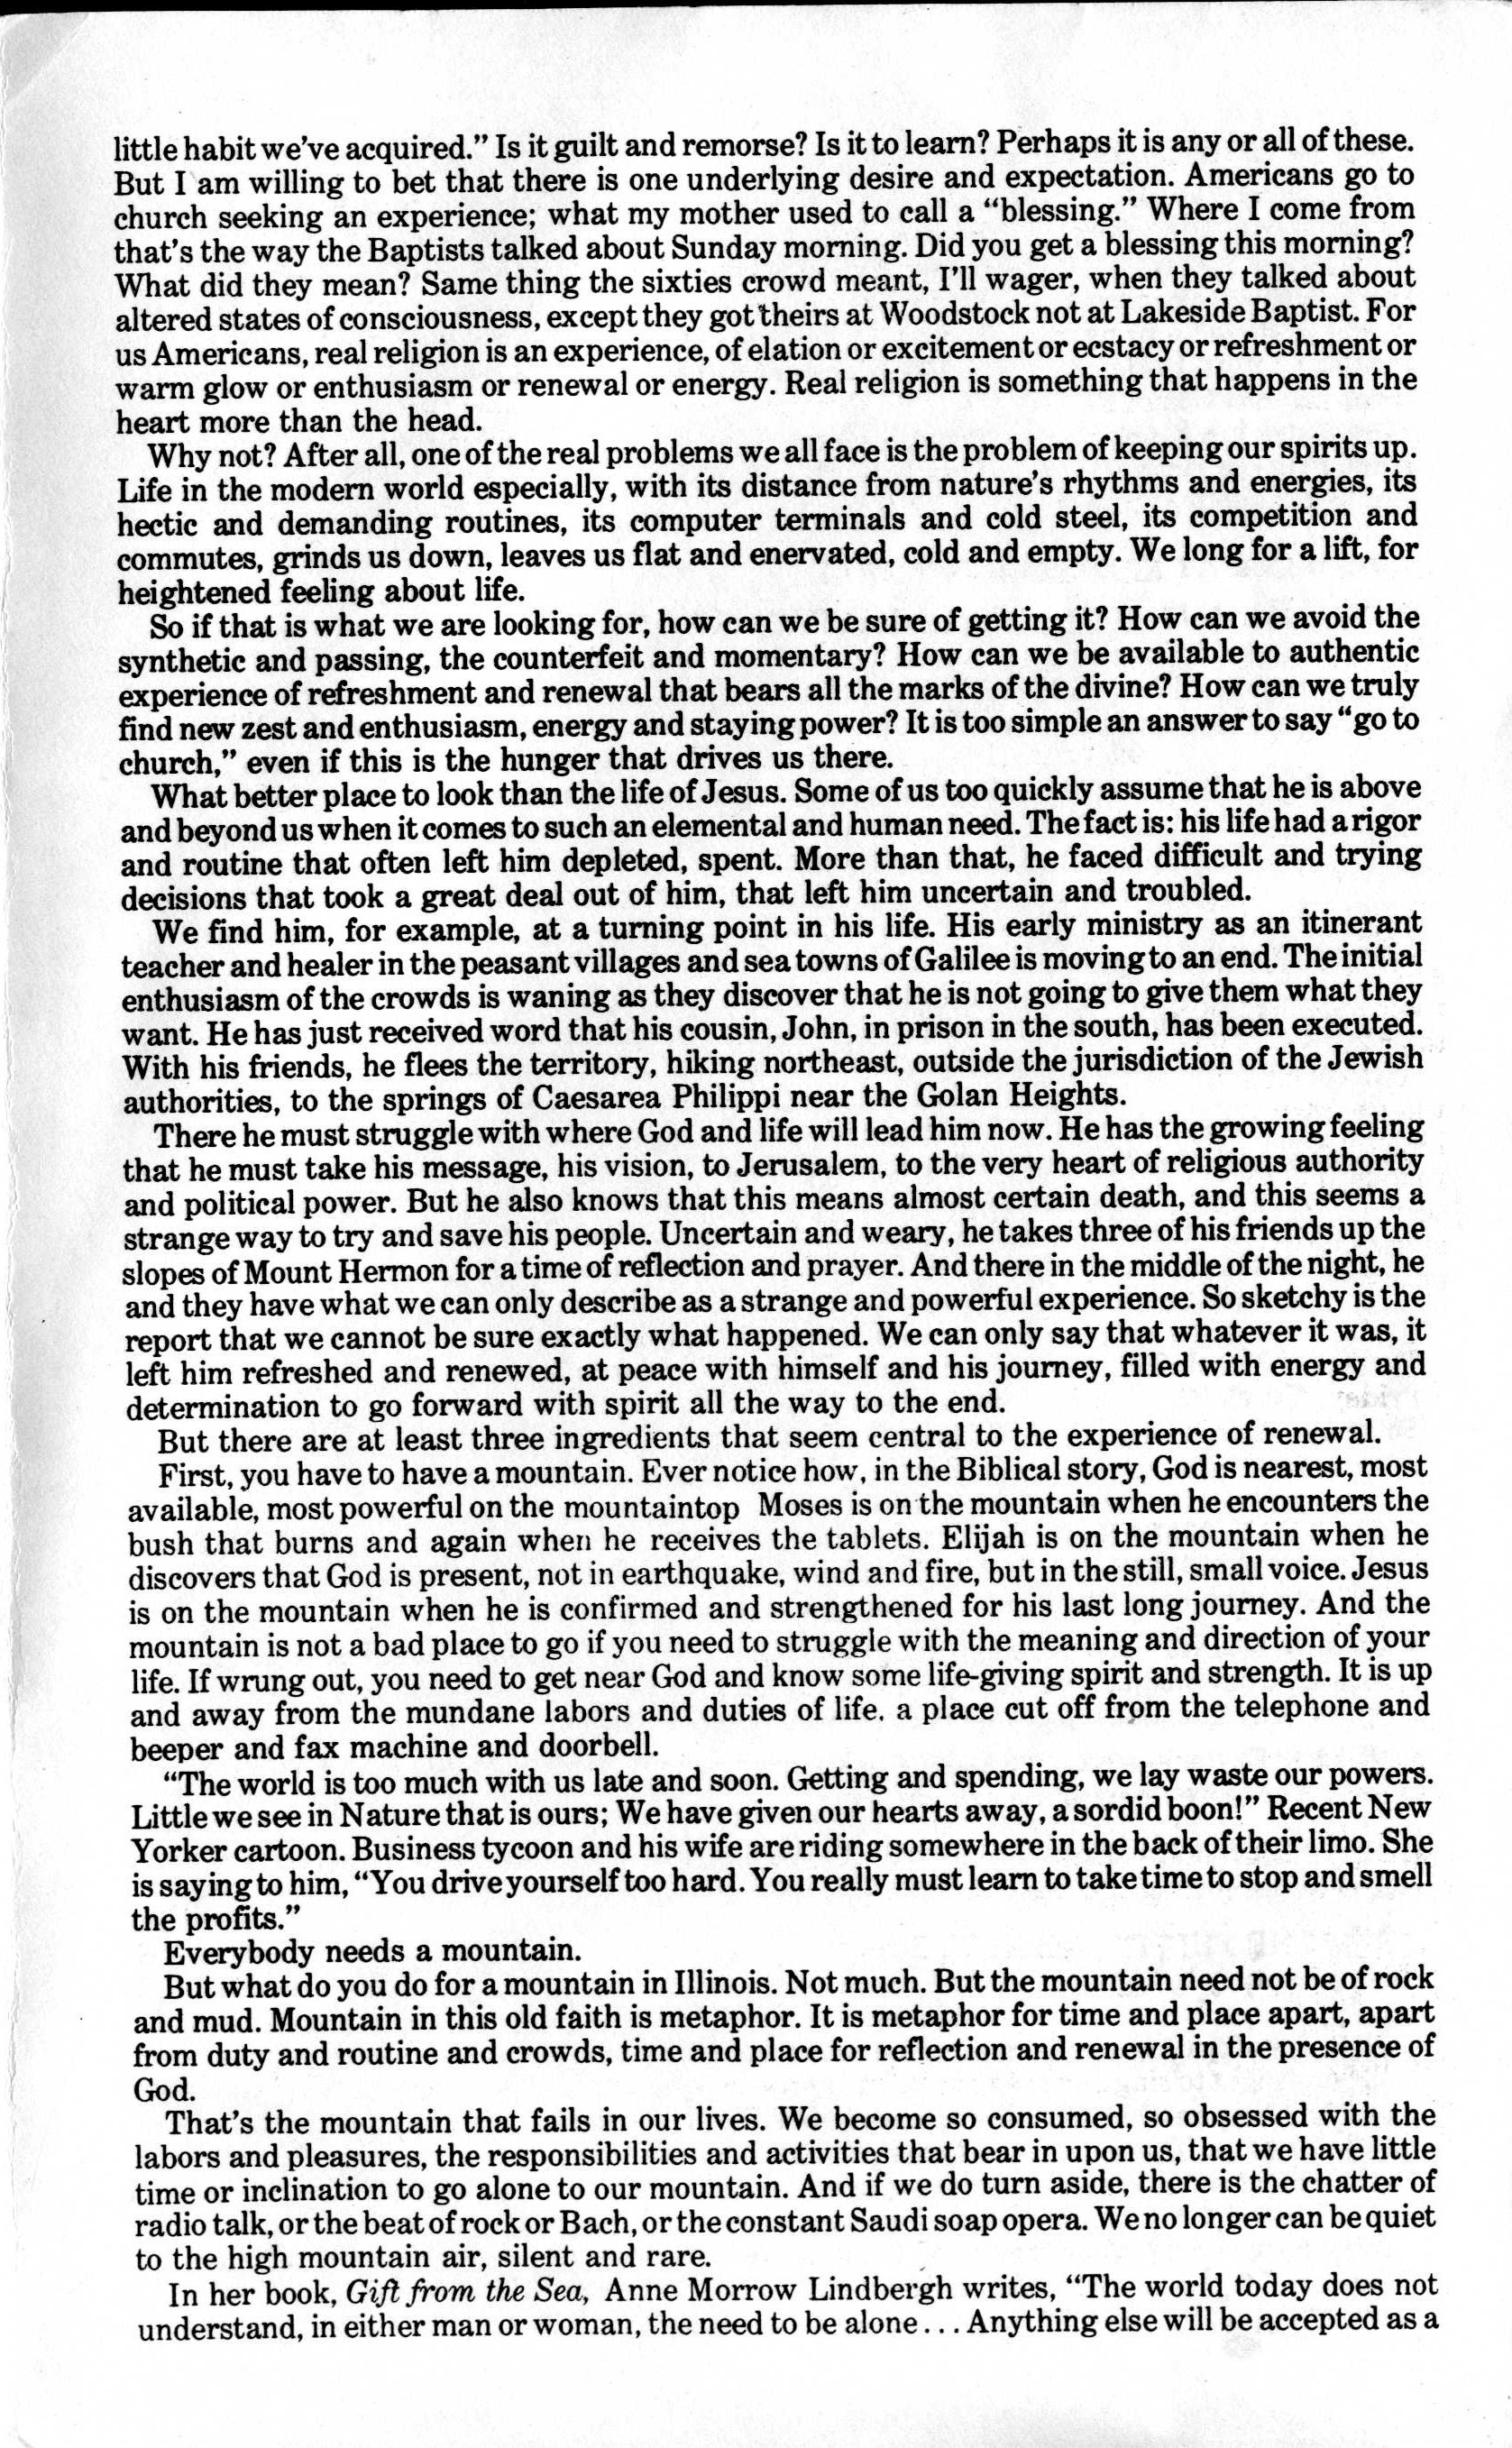 little habit we've acquired.” Is it guilt and remorse? Is it to learn? Perhaps it is any or all of these.
But I am willing to bet that there is one underlying desire and expectation. Americans go to
church seeking an experience; what my mother used to call a “blessing.” Where I come from
that's the way the Baptists talked about Sunday morning. Did you get a blessing this morning?
What did they mean? Same thing the sixties crowd meant, I'll wager, when they talked about
altered states of consciousness, except they got theirs at Woodstock not at Lakeside Baptist. For
us Americans, real religion is an experience, of elation or excitement or ecstacy or refreshment or
warm glow or enthusiasm or renewal or energy. Real religion is something that happens in the
heart more than the head.
Why not? After all, one of the real problems we all face is the problem of keeping our spirits up.
Life in the modern world especially, with its distance from nature's rhythms and energies, its
hectic and demanding routines, its computer terminals and cold steel, its competition and
commutes, grinds us down, leaves us flat and enervated, cold and empty. We long for a lift, for
heightened feeling about life.
So if that is what we are looking for, how can we be sure of getting it? How can we avoid the
synthetic and passing, the counterfeit and momentary? How can we be available to authentic
experience of refreshment and renewal that bears all the marks of the divine? How can we truly
find new zest and enthusiasm, energy and staying power? It is too simple an answer to say “go to
church,” even if this is the hunger that drives us there.
What better place to look than the life of Jesus. Some of us too quickly assume that he is above
and beyond us when it comes to such an elemental and human need. The fact is: his life had a rigor
and routine that often left him depleted, spent. More than that, he faced difficult and trying
decisions that took a great deal out of him, that left him uncertain and troubled.
We find him, for example, at a turning point in his life. His early ministry as an itinerant
teacher and healer in the peasant villages and sea towns of Galilee is moving to an end. The initial
enthusiasm of the crowds is waning as they discover that he is not going to give them what they
want. He has just received word that his cousin, John, in prison in the south, has been executed.
With his friends, he flees the territory, hiking northeast, outside the jurisdiction of the Jewish
authorities, to the springs of Caesarea Philippi near the Golan Heights.
There he must struggle with where God and life will lead him now. He has the growing feeling
that he must take his message, his vision, to Jerusalem, to the very heart of religious authority
and political power. But he also knows that this means almost certain death, and this seems a
strange way to try and save his people. Uncertain and weary, he takes three of his friends up the
slopes of Mount Hermon for a time of reflection and prayer. And there in the middle of the night, he
and they have what we can only describe as a strange and powerful experience. So sketchy is the
report that we cannot be sure exactly what happened. We can only say that whatever it was, it
left him refreshed and renewed, at peace with himself and his journey, filled with energy and
determination to go forward with spirit all the way to the end.
But there are at least three ingredients that seem central to the experience of renewal.
First, you have to have a mountain. Ever notice how, in the Biblical story, God is nearest, most
available, most powerful on the mountaintop Moses is on the mountain when he encounters the
bush that burns and again when he receives the tablets. Elijah is on the mountain when he
discovers that God is present, not in earthquake, wind and fire, but in the still, small voice. Jesus
is on the mountain when he is confirmed and strengthened for his last long journey. And the
mountain is not a bad place to go if you need to struggle with the meaning and direction of your
life. If wrung out, you need to get near God and know some life-giving spirit and strength. It is up
and away from the mundane labors and duties of life, a place cut off from the telephone and
beeper and fax machine and doorbell.
“The world is too much with us late and soon. Getting and spending, we lay waste our powers.
Little we see in Nature that is ours; We have given our hearts away, a sordid boon!” Recent New
Yorker cartoon. Business tycoon and his wife are riding somewhere in the back of their limo. She
is saying to him, “You drive yourself too hard. You really must learn to take time to stop and smell
the profits.”
Everybody needs a mountain.
But what do you do for a mountain in Illinois. Not much. But the mountain need not be of rock
and mud. Mountain in this old faith is metaphor. It is metaphor for time and place apart, apart
from duty and routine and crowds, time and place for reflection and renewal in the presence of
God.
That's the mountain that fails in our lives. We become so consumed, so obsessed with the
labors and pleasures, the responsibilities and activities that bear in upon us, that we have little
time or inclination to go alone to our mountain. And if we do turn aside, there is the chatter of
radio talk, or the beat of rock or Bach, or the constant Saudi soap opera. We no longer can be quiet
to the high mountain air, silent and rare.
In her book, Gift from the Sea, Anne Morrow Lindbergh writes, “The world today does not
understand, in either man or woman, the need to be alone . . . Anything else will be accepted as a